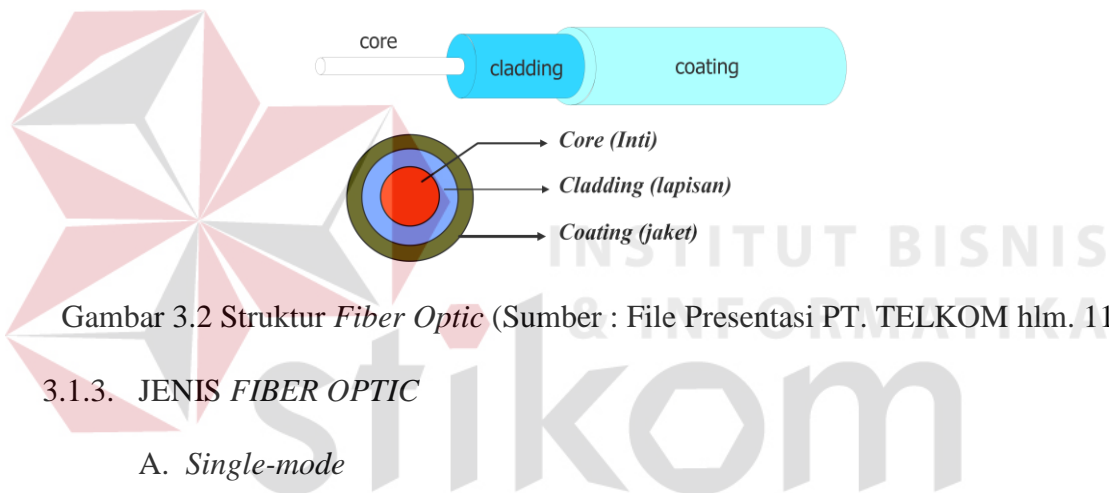 core
cladding
coating
Core (Inti)
Cladding (lapisan)
Coating (jaket)
INSTITUT BISNIS
& INFORMATIKA
stikom
Gambar 3.2 Struktur Fiber Optic (Sumber : File Presentasi PT. TELKOM hlm. 11
3.1.3. JENIS FIBER OPTIC
A. Single-mode